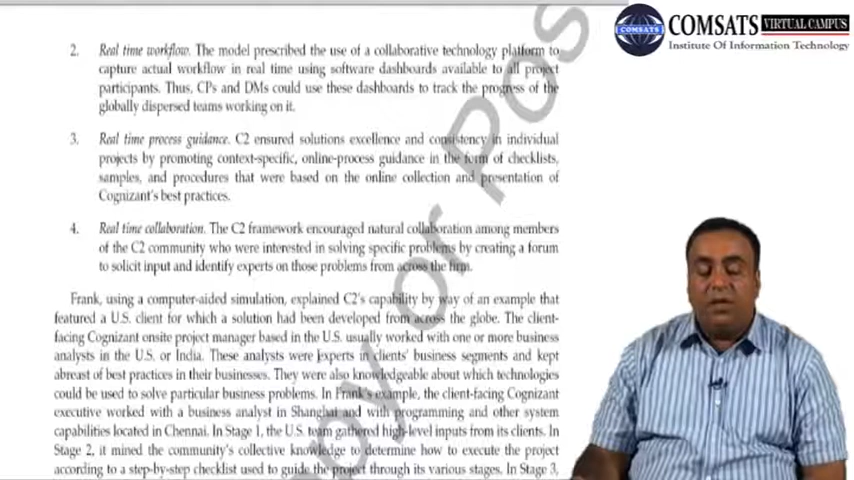 COMSATS VIRTUAL CAMPUS
Institute Of Information Technology
COMSATS
2. Real time workflow. The model prescribed the use of a collaborative technology platform to
capture actual workflow in real time using software dashboards available to all project
participants. Thus, CPs and DMs could use these dashboards to track the progress of the
globally dispersed teams working on it.
3. Real time process guidance. C2 ensured solutions excellence and consistency in individual
projects by promoting context-specific, online-process guidance in the form of checklists,
samples, and procedures that were based on the online collection and presentation of
Cognizant's best practices.
4. Real time collaboration. The C2 framework encouraged natural collaboration among members
of the C2 community who were interested in solving specific problems by creating a forum
to solicit input and identify experts on those problems from across the firm.
Frank, using a computer-aided simulation, explained C2's capability by way of an example that
featured a U.S. client for which a solution had been developed from across the globe. The client-
facing Cognizant onsite project manager based in the U.S. usually worked with one or more business
analysts in the U.S. or India. These analysts were experts in clients' business segments and kept
abreast of best practices in their businesses. They were also knowledgeable about which technologies
could be used to solve particular business problems. In Frank's example, the client-facing Cognizant
executive worked with a business analyst in Shanghai and with programming and other system
capabilities located in Chennai. In Stage 1, the U.S. team gathered high-level inputs from its clients. In
Stage 2, it mined the community's collective knowledge to determine how to execute the project
according to a step-by-step checklist used to guide the project through its various stages. In Stage 3,
opy or Pos